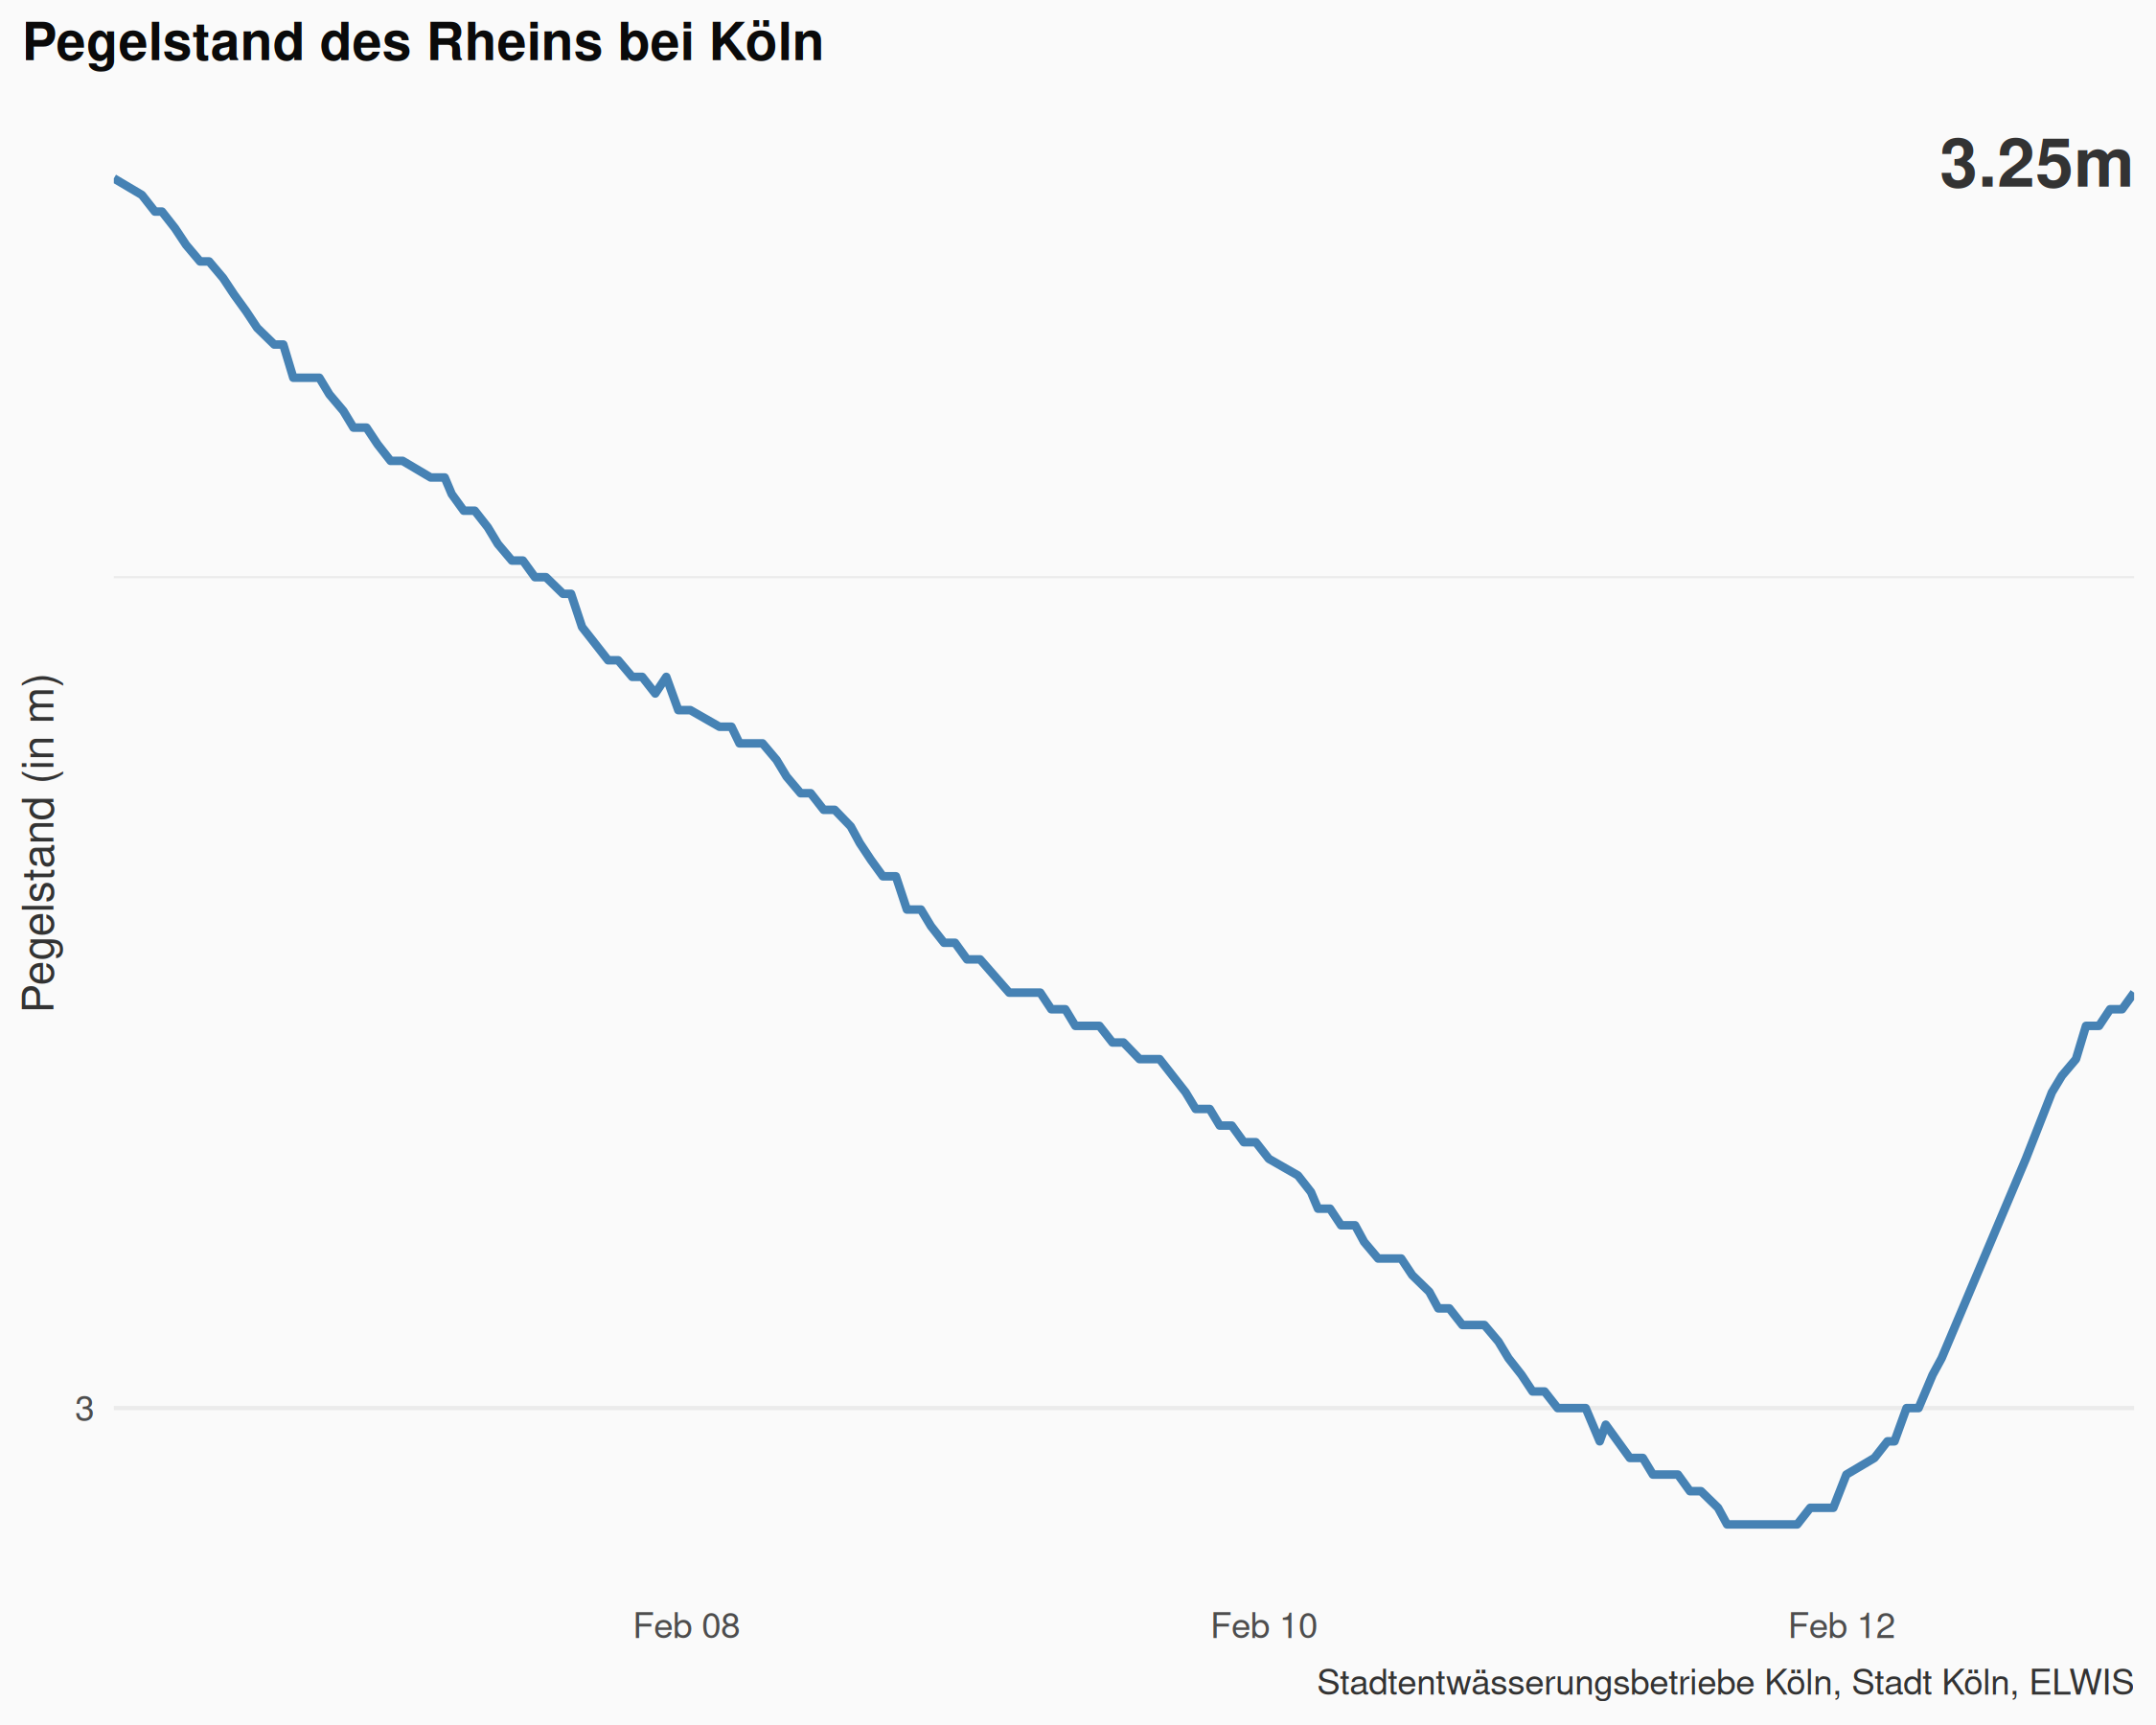 Pegelstand des Rheins bei Köln
3.25m
Pegelstand (in m)
3
Feb 08
Feb 10
Feb 12
Stadtentwässerungsbetriebe Köln, Stadt Köln, ELWIS